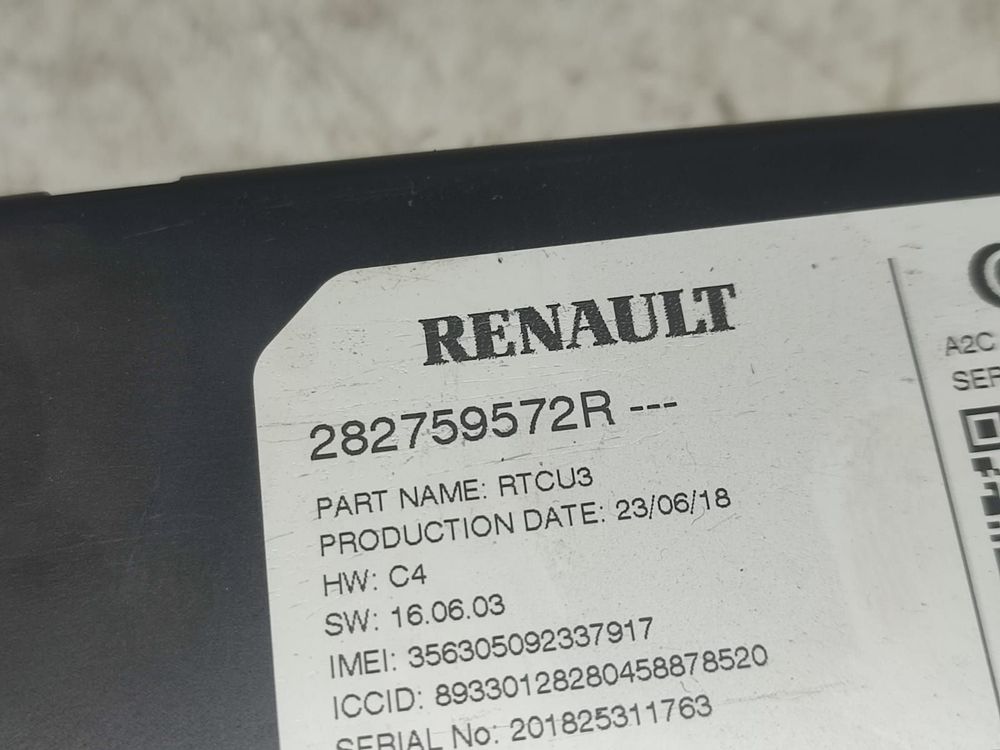 RENAULT
282759572R ---
PART NAME: RTCU3
PRODUCTION DATE: 23/06/18
HW: C4
SW: 16.06.03
IMEI: 356305092337917
ICCID: 89330128280458878520
SERIAL No: 201825311763
A2C
SER